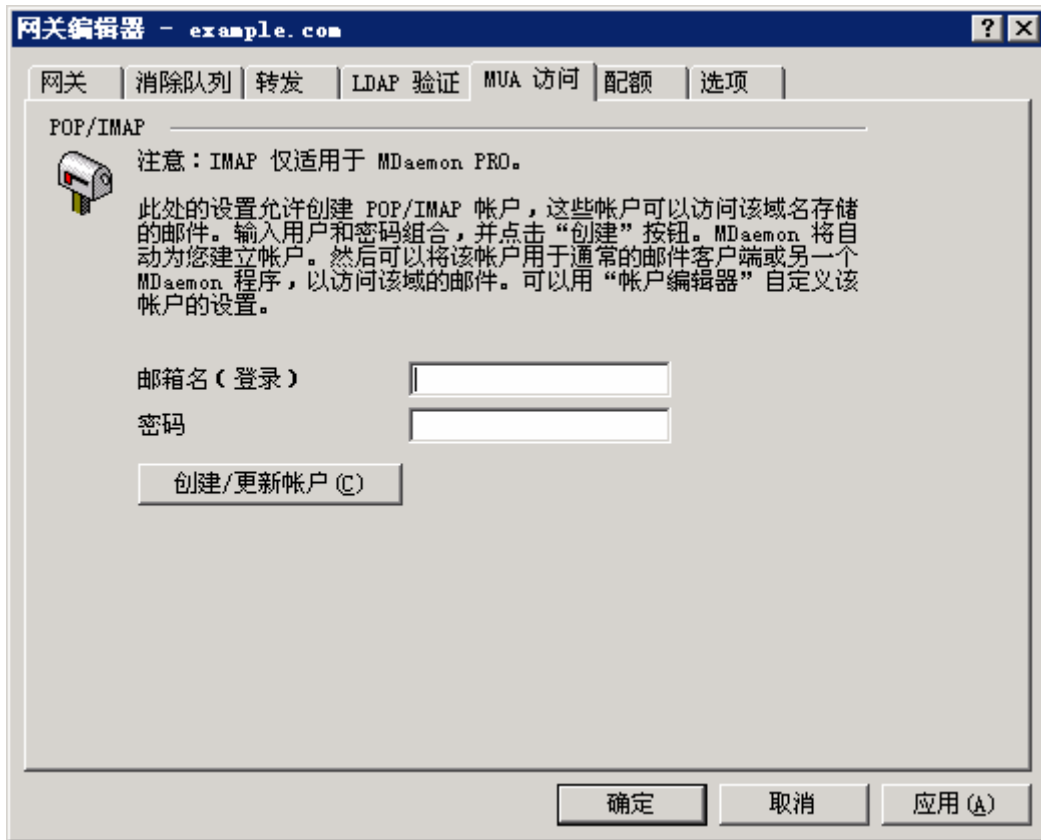 网关编辑器 - example.com
网关 消除队列 转发 LDAP 验证 MUA 访问 配额 选项
POP/IMAP
注意：IMAP 仅适用于 MDaemon PRO。
此处的设置允许创建 POP/IMAP 帐户，这些帐户可以访问该域名存储
的邮件。输入用户和密码组合，并点击“创建”按钮。MDaemon 将自
动为您建立帐户。然后可以将该帐户用于通常的邮件客户端或另一个
MDaemon 程序，以访问该域的邮件。可以用“帐户编辑器”自定义该
帐户的设置。
邮箱名(登录)
密码
创建/更新帐户(C)
确定 取消 应用(A)